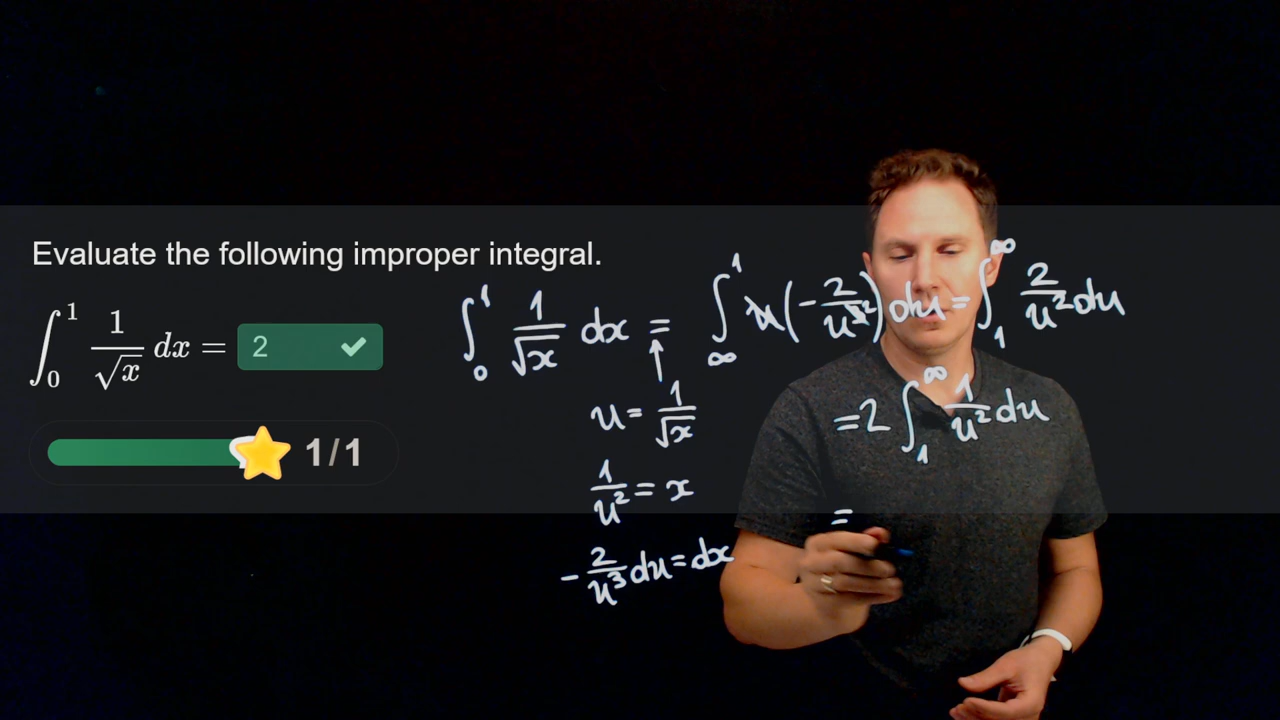 Evaluate the following improper integral.
∫₀¹ 1/√x dx = 2 ✔
1/1
∫₀¹ 1/√x dx = ∫_∞^1 u(-2/u³²)du = ∫₁^∞ 2/u² du
u = 1/√x
= 2 ∫₁^∞ 1/u² du
1/u² = x
=
-2/u³ du = dx